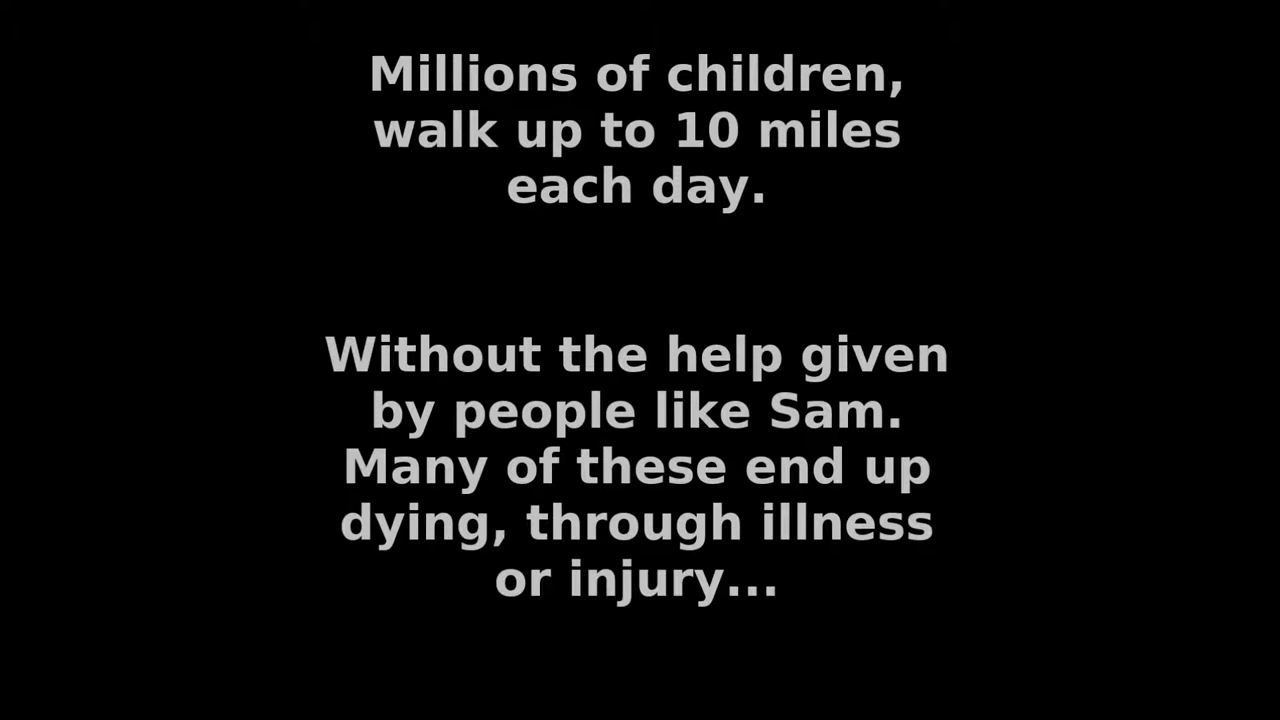 Millions of children,
walk up to 10 miles
each day.
Without the help given
by people like Sam.
Many of these end up
dying, through illness
or injury...